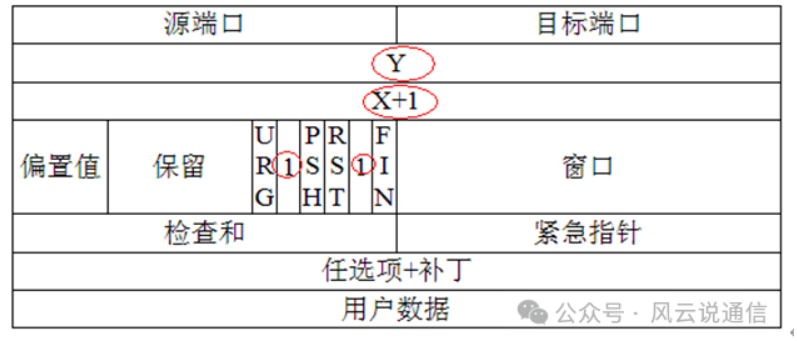 源端口 目标端口
Y
X+1
偏置值 保留 URG 1 PSH RST 1 FIN 窗口
检查和 紧急指针
任选项+补丁
用户数据
公众号 · 风云说通信